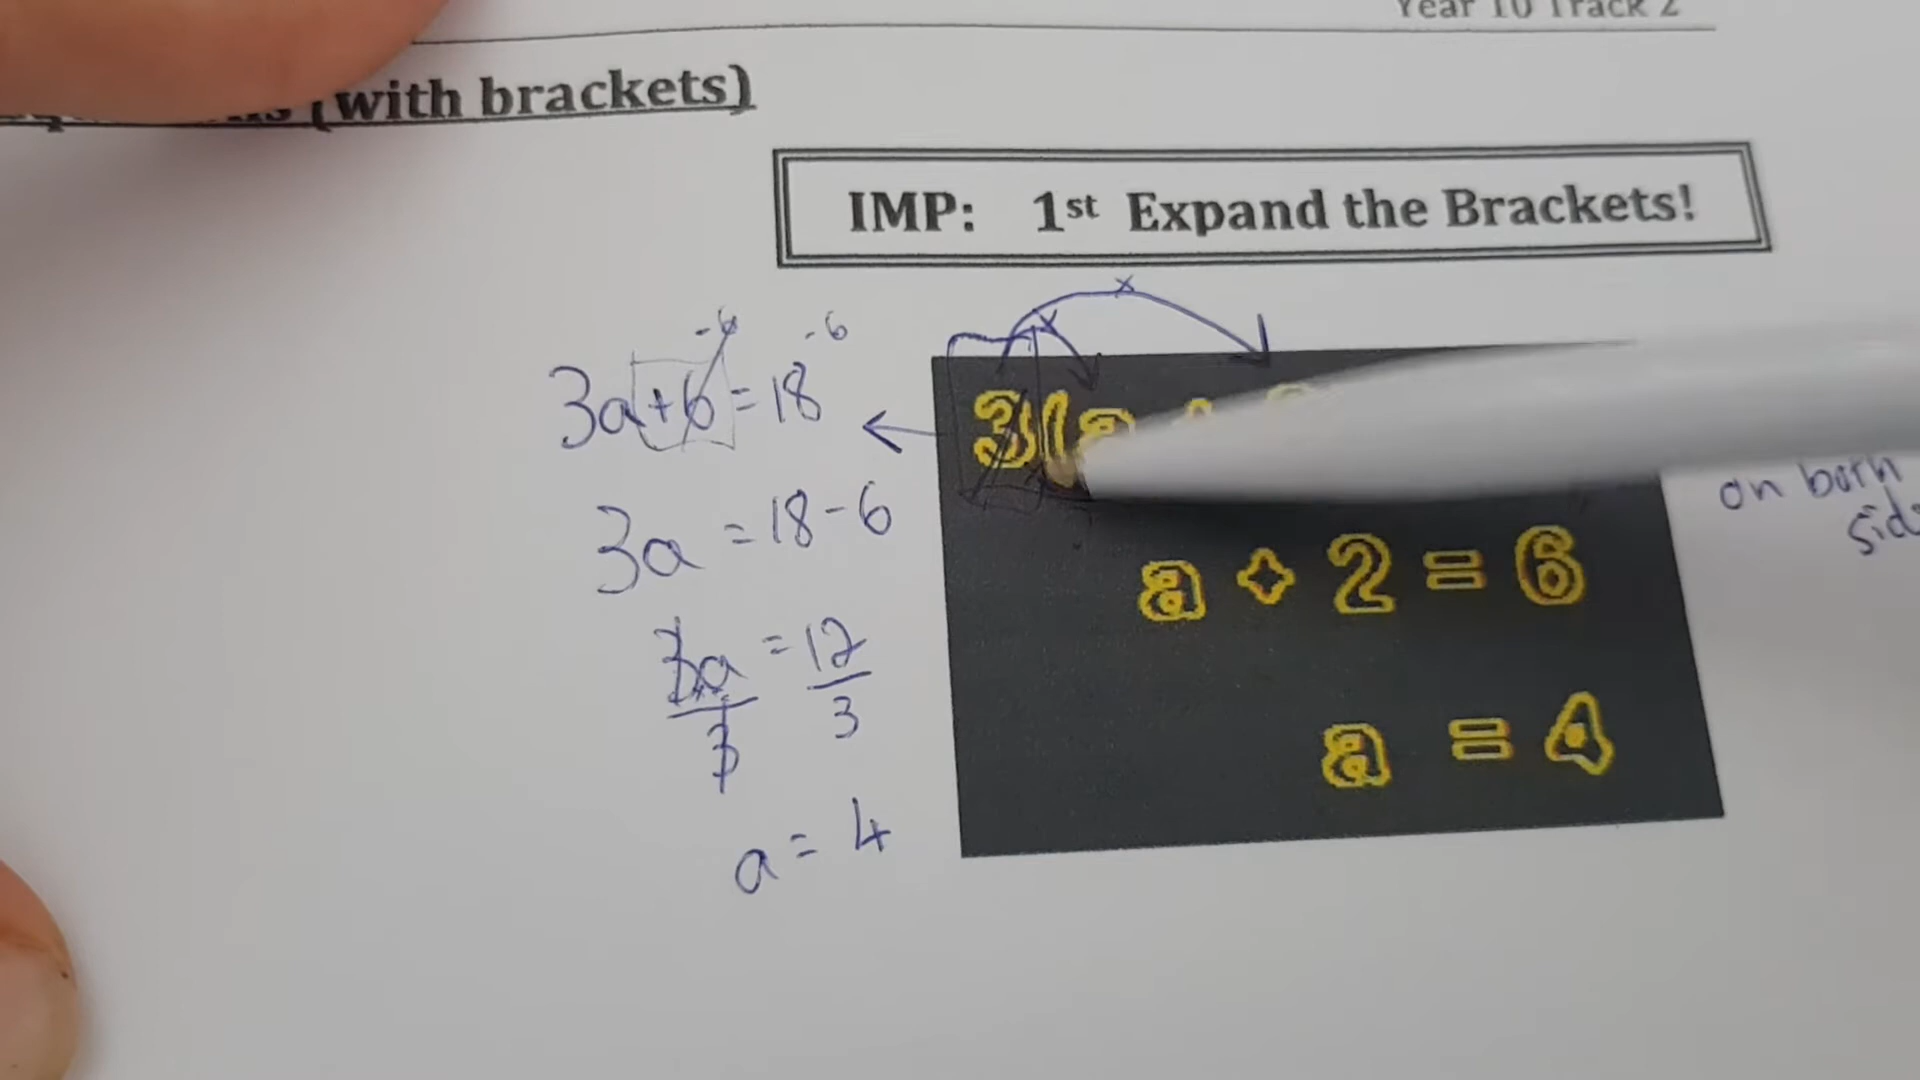 Year 10 Track 2
(with brackets)
IMP: 1st Expand the Brackets!
-6 -6
3a+6=18
3a = 18-6
3a = 12
3 3
a = 4
x x
3(a +
a + 2 = 6
a = 4
on both